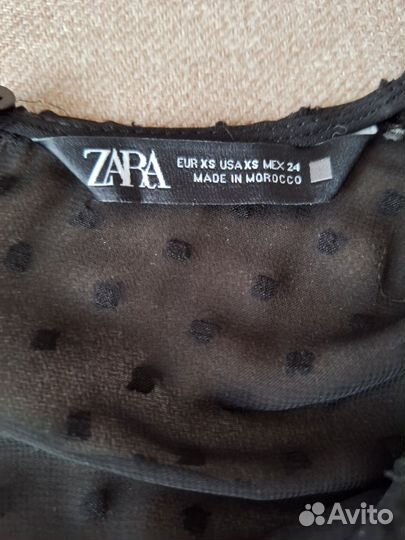 ZARA
EUR XS USA XS MEX 24
MADE IN MOROCCO
Avito